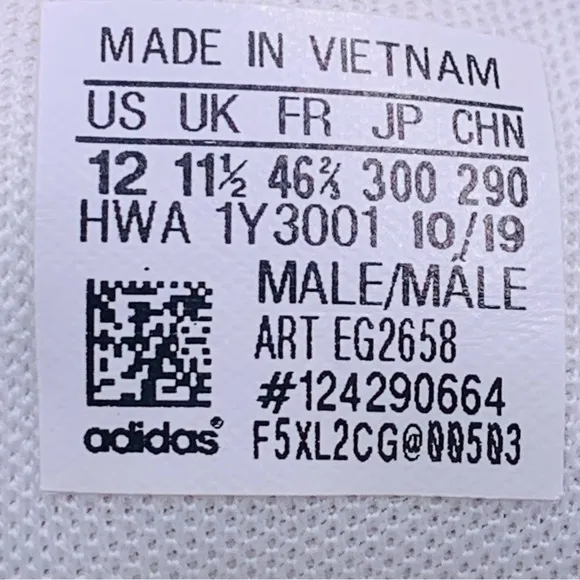 MADE IN VIETNAM
US UK FR JP CHN
12 11½ 46⅔ 300 290
HWA 1Y3001 10/19
MALE/MÂLE
ART EG2658
#124290664
adidas® F5XL2CG@00503